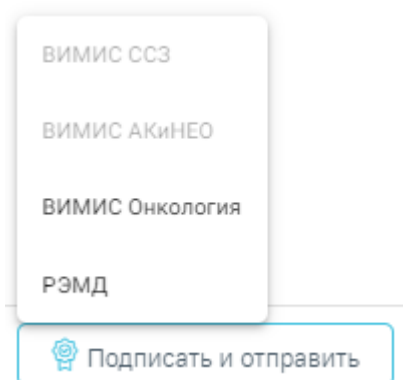 ВИМИС ССЗ
ВИМИС АКиНЕО
ВИМИС Онкология
РЭМД
Подписать и отправить